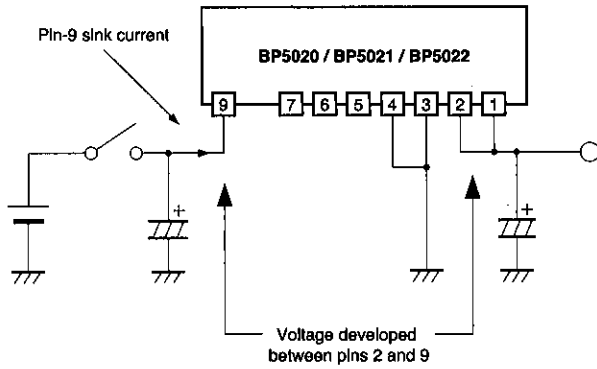 Pin-9 sink current
BP5020 / BP5021 / BP5022
9 7 6 5 4 3 2 1
+ +
Voltage developed
between pins 2 and 9